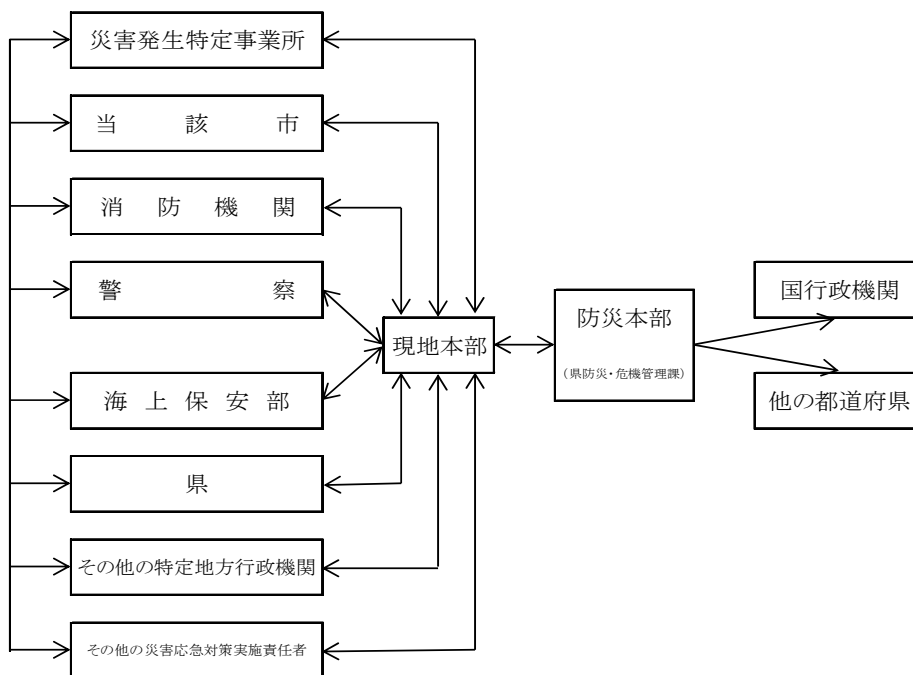 災害発生特定事業所
当該市
消防機関
警察
海上保安部
県
その他の特定地方行政機関
その他の災害応急対策実施責任者
現地本部
防災本部
（県防災・危機管理課）
国行政機関
他の都道府県